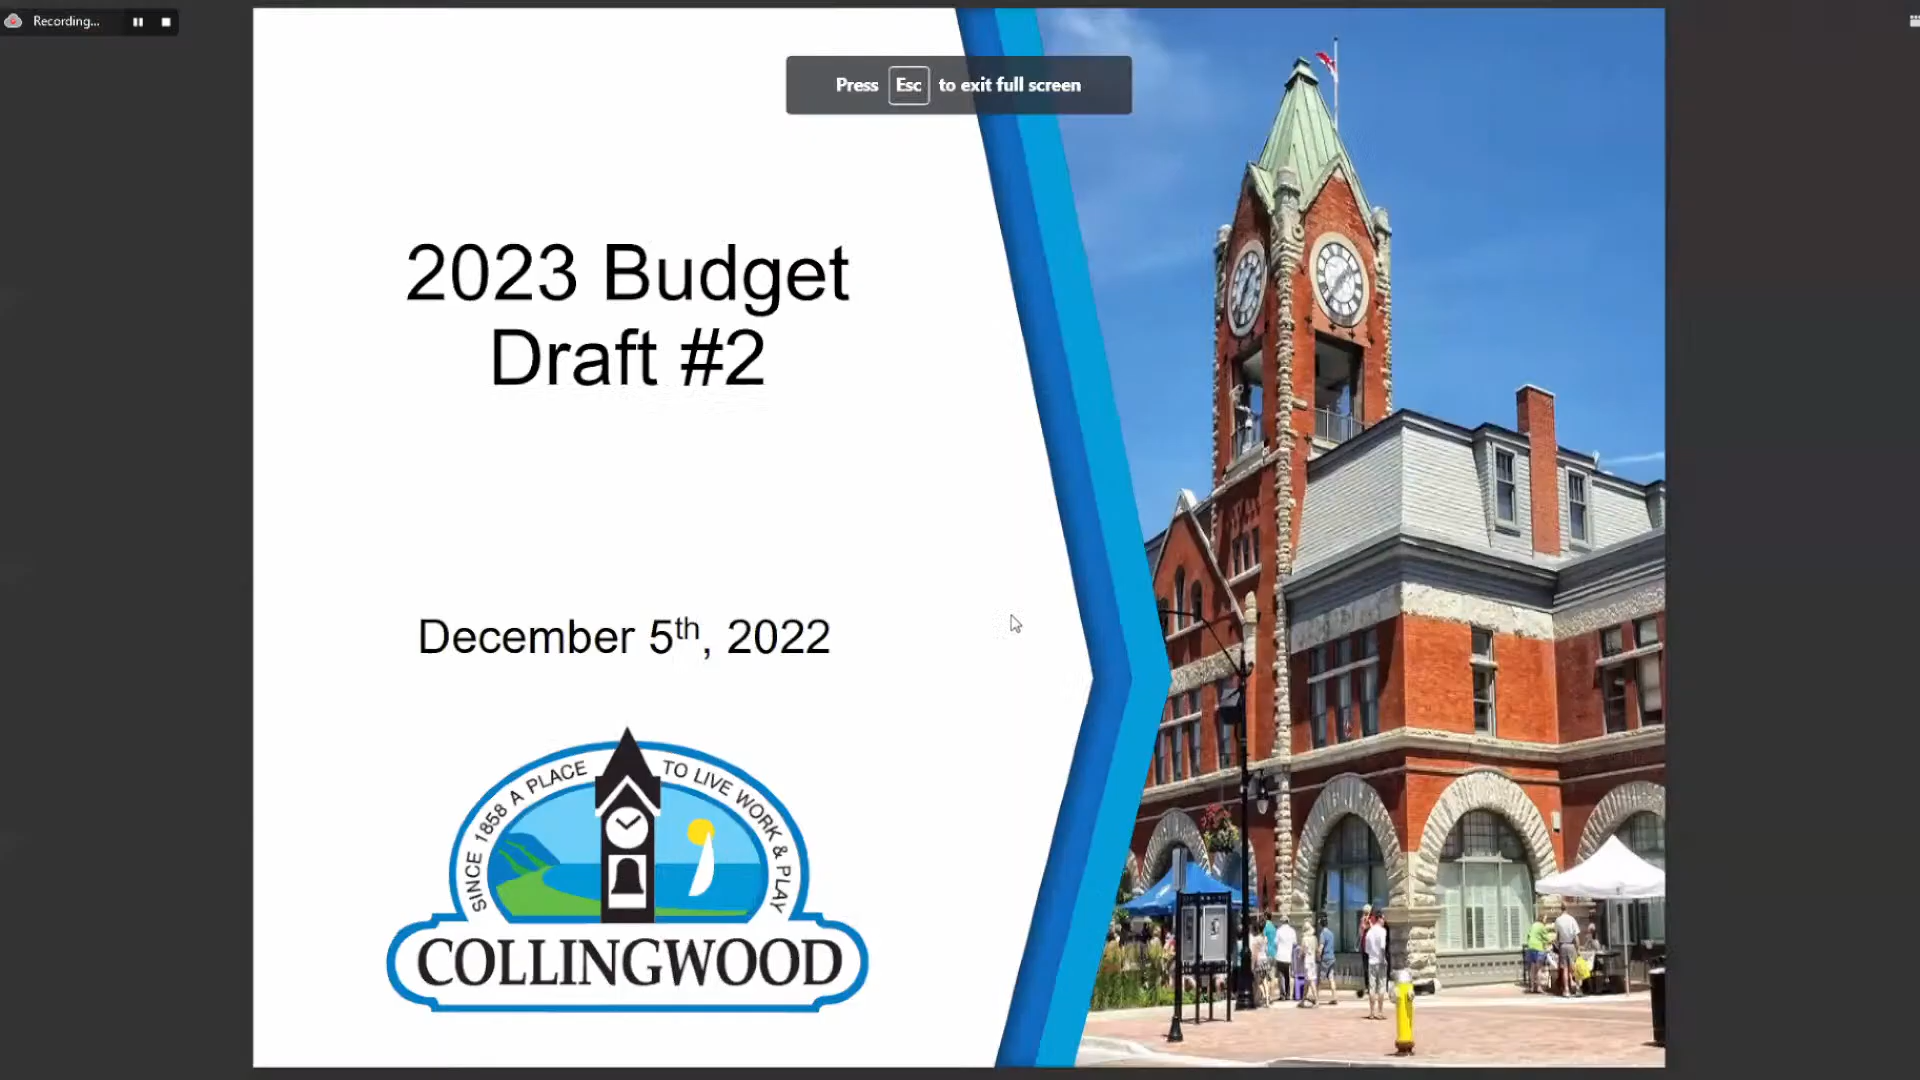 Recording...
Press Esc to exit full screen
2023 Budget
Draft #2
December 5th, 2022
SINCE 1858 A PLACE TO LIVE WORK & PLAY
COLLINGWOOD